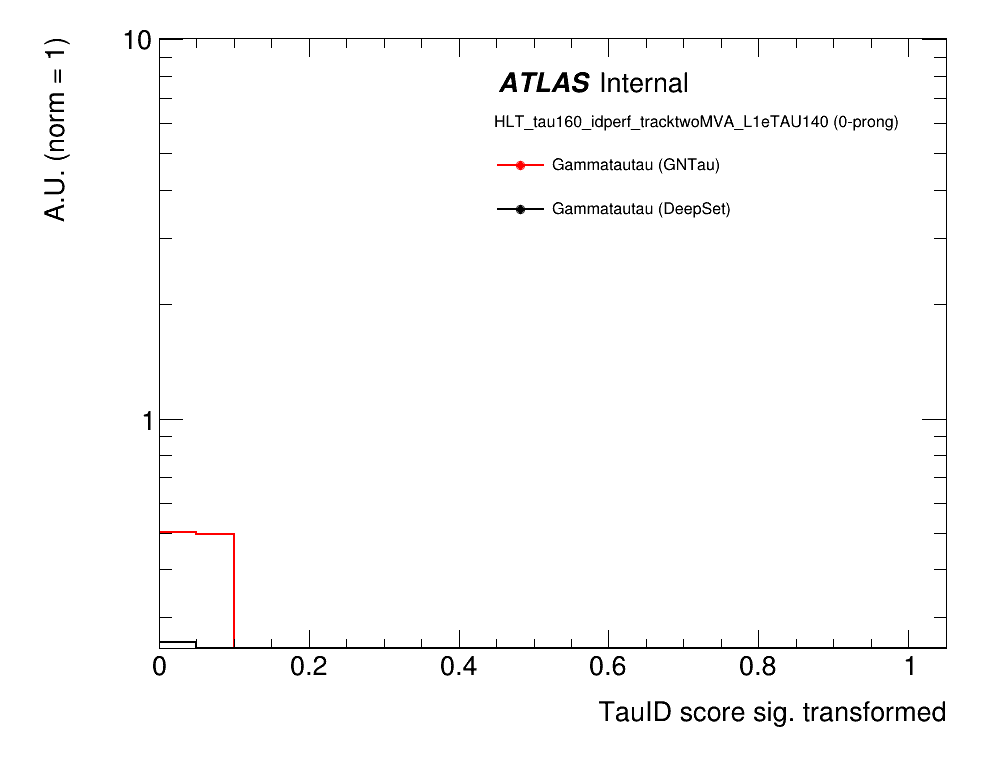 A.U. (norm = 1)
10
1
ATLAS Internal
HLT_tau160_idperf_tracktwoMVA_L1eTAU140 (0-prong)
Gammatautau (GNTau)
Gammatautau (DeepSet)
0 0.2 0.4 0.6 0.8 1
TauID score sig. transformed